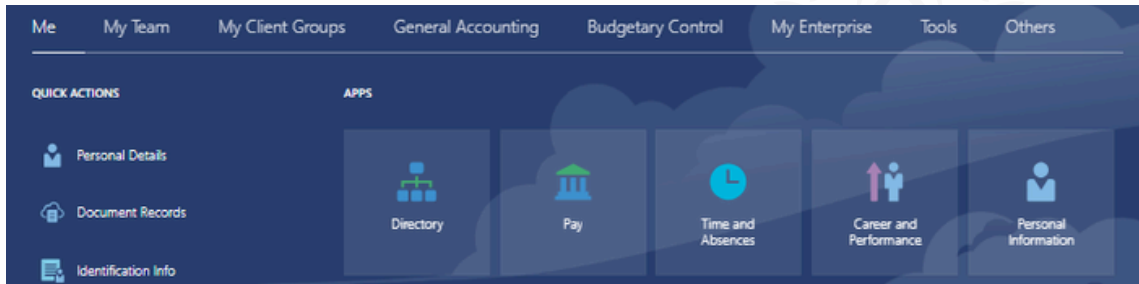 Me My Team My Client Groups General Accounting Budgetary Control My Enterprise Tools Others
QUICK ACTIONS
APPS
Personal Details
Document Records
Identification Info
Directory
Pay
Time and
Absences
Career and
Performance
Personal
Information